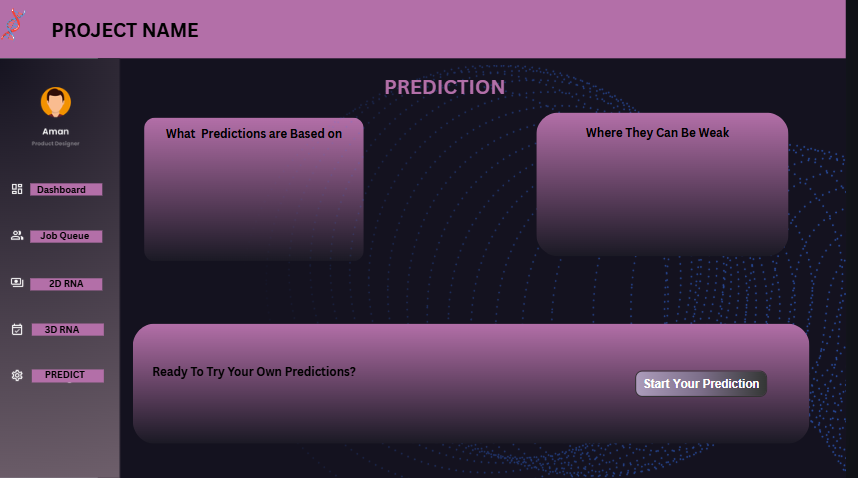 PROJECT NAME
Aman
Product Designer
Dashboard
Job Queue
2D RNA
3D RNA
PREDICT
PREDICTION
What Predictions are Based on
Where They Can Be Weak
Ready To Try Your Own Predictions?
Start Your Prediction